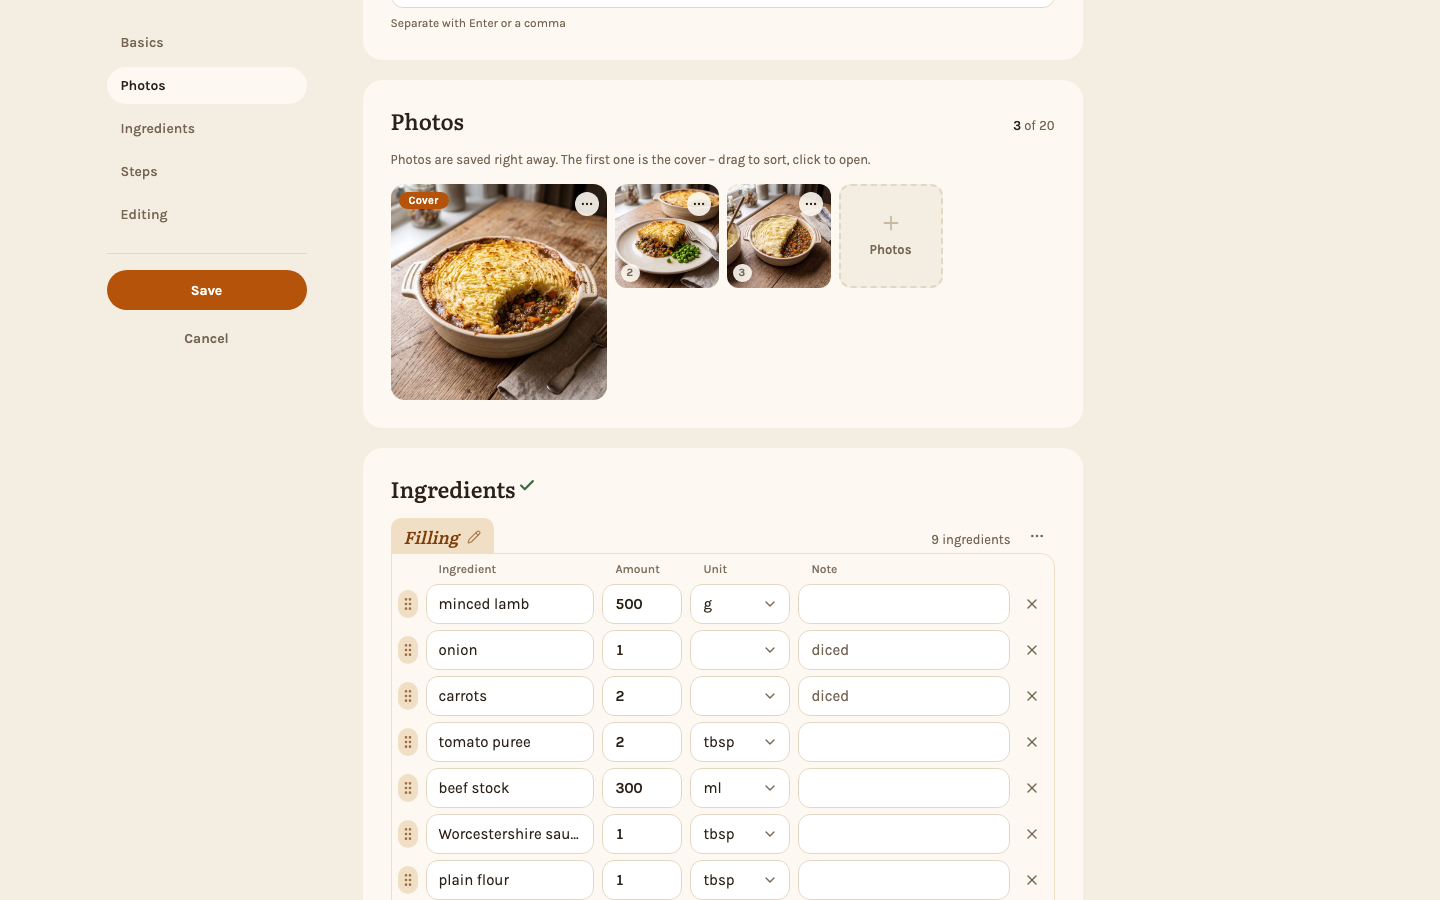 Separate with Enter or a comma
Basics
Photos
Ingredients
Steps
Editing
Save
Cancel
Photos
3 of 20
Photos are saved right away. The first one is the cover – drag to sort, click to open.
Cover
2
3
Photos
Ingredients
Filling
9 ingredients
Ingredient Amount Unit Note
minced lamb 500 g
onion 1 diced
carrots 2 diced
tomato puree 2 tbsp
beef stock 300 ml
Worcestershire sau... 1 tbsp
plain flour 1 tbsp